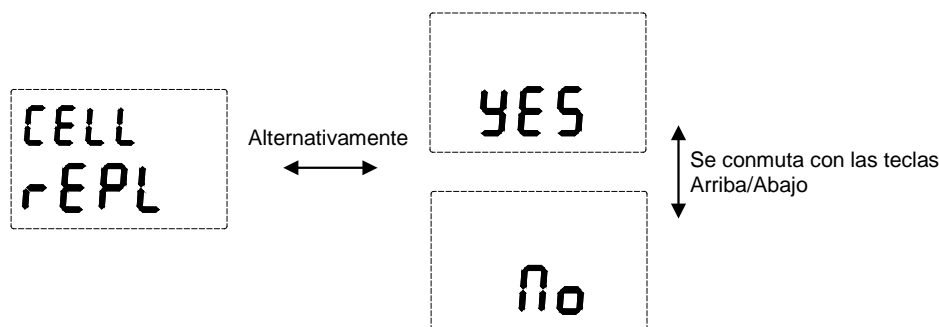 CELL
rEPL
Alternativamente
yES
Se conmuta con las teclas
Arriba/Abajo
no